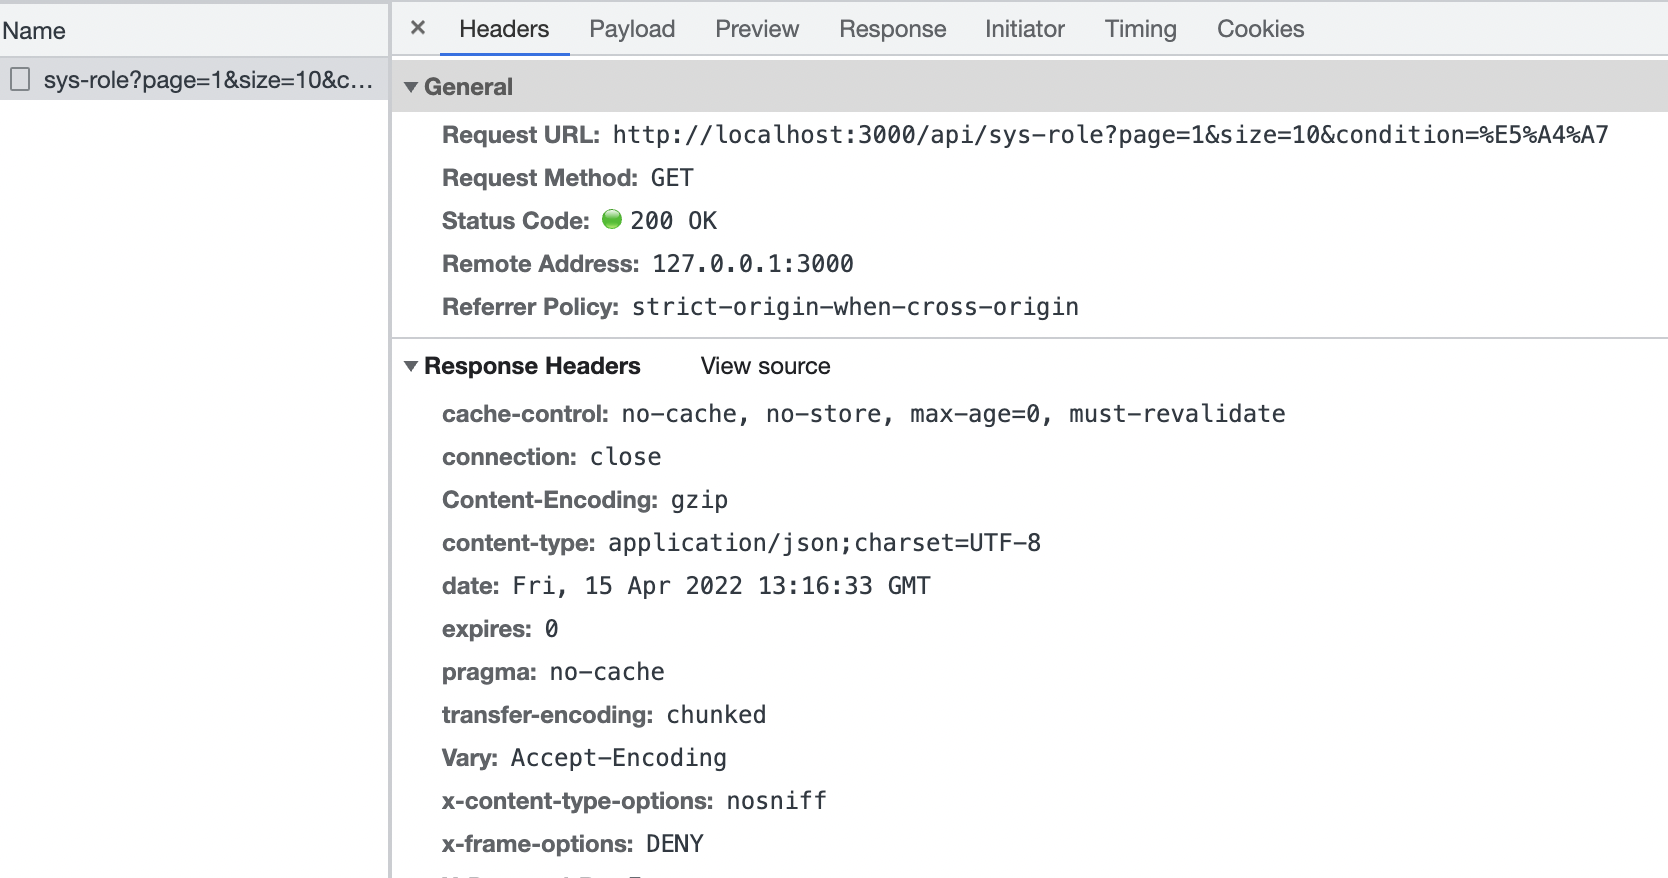 Name
sys-role?page=1&size=10&c...
× Headers Payload Preview Response Initiator Timing Cookies
General
Request URL: http://localhost:3000/api/sys-role?page=1&size=10&condition=%E5%A4%A7
Request Method: GET
Status Code: 200 OK
Remote Address: 127.0.0.1:3000
Referrer Policy: strict-origin-when-cross-origin
Response Headers View source
cache-control: no-cache, no-store, max-age=0, must-revalidate
connection: close
Content-Encoding: gzip
content-type: application/json;charset=UTF-8
date: Fri, 15 Apr 2022 13:16:33 GMT
expires: 0
pragma: no-cache
transfer-encoding: chunked
Vary: Accept-Encoding
x-content-type-options: nosniff
x-frame-options: DENY